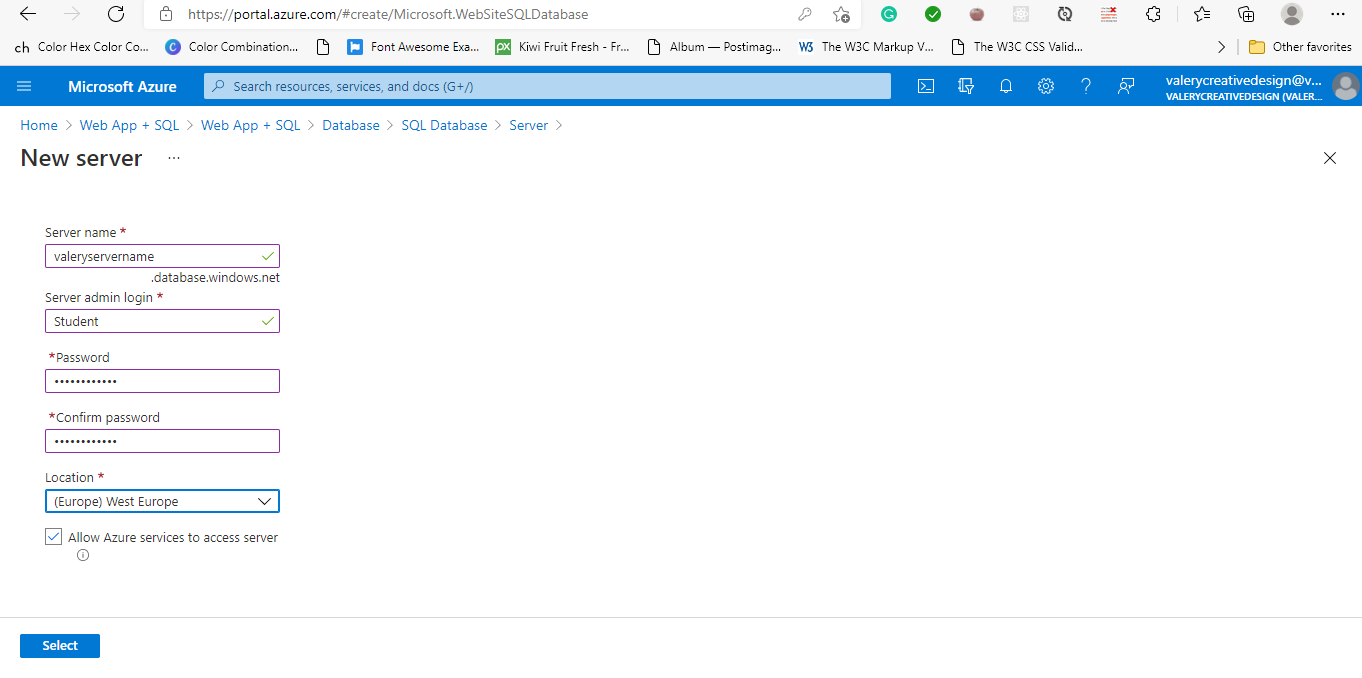 https://portal.azure.com/#create/Microsoft.WebSiteSQLDatabase
ch Color Hex Color Co... Color Combination... Font Awesome Exa... px Kiwi Fruit Fresh - Fr... Album — Postimag... W3 The W3C Markup V... The W3C CSS Valid... Other favorites
Microsoft Azure Search resources, services, and docs (G+/) valerycreativedesign@v...
VALERYCREATIVEDESIGN (VALER...
Home > Web App + SQL > Web App + SQL > Database > SQL Database > Server >
New server ...
Server name *
valeryservername
.database.windows.net
Server admin login *
Student
*Password
••••••••••••
*Confirm password
••••••••••••
Location *
(Europe) West Europe
Allow Azure services to access server
Select